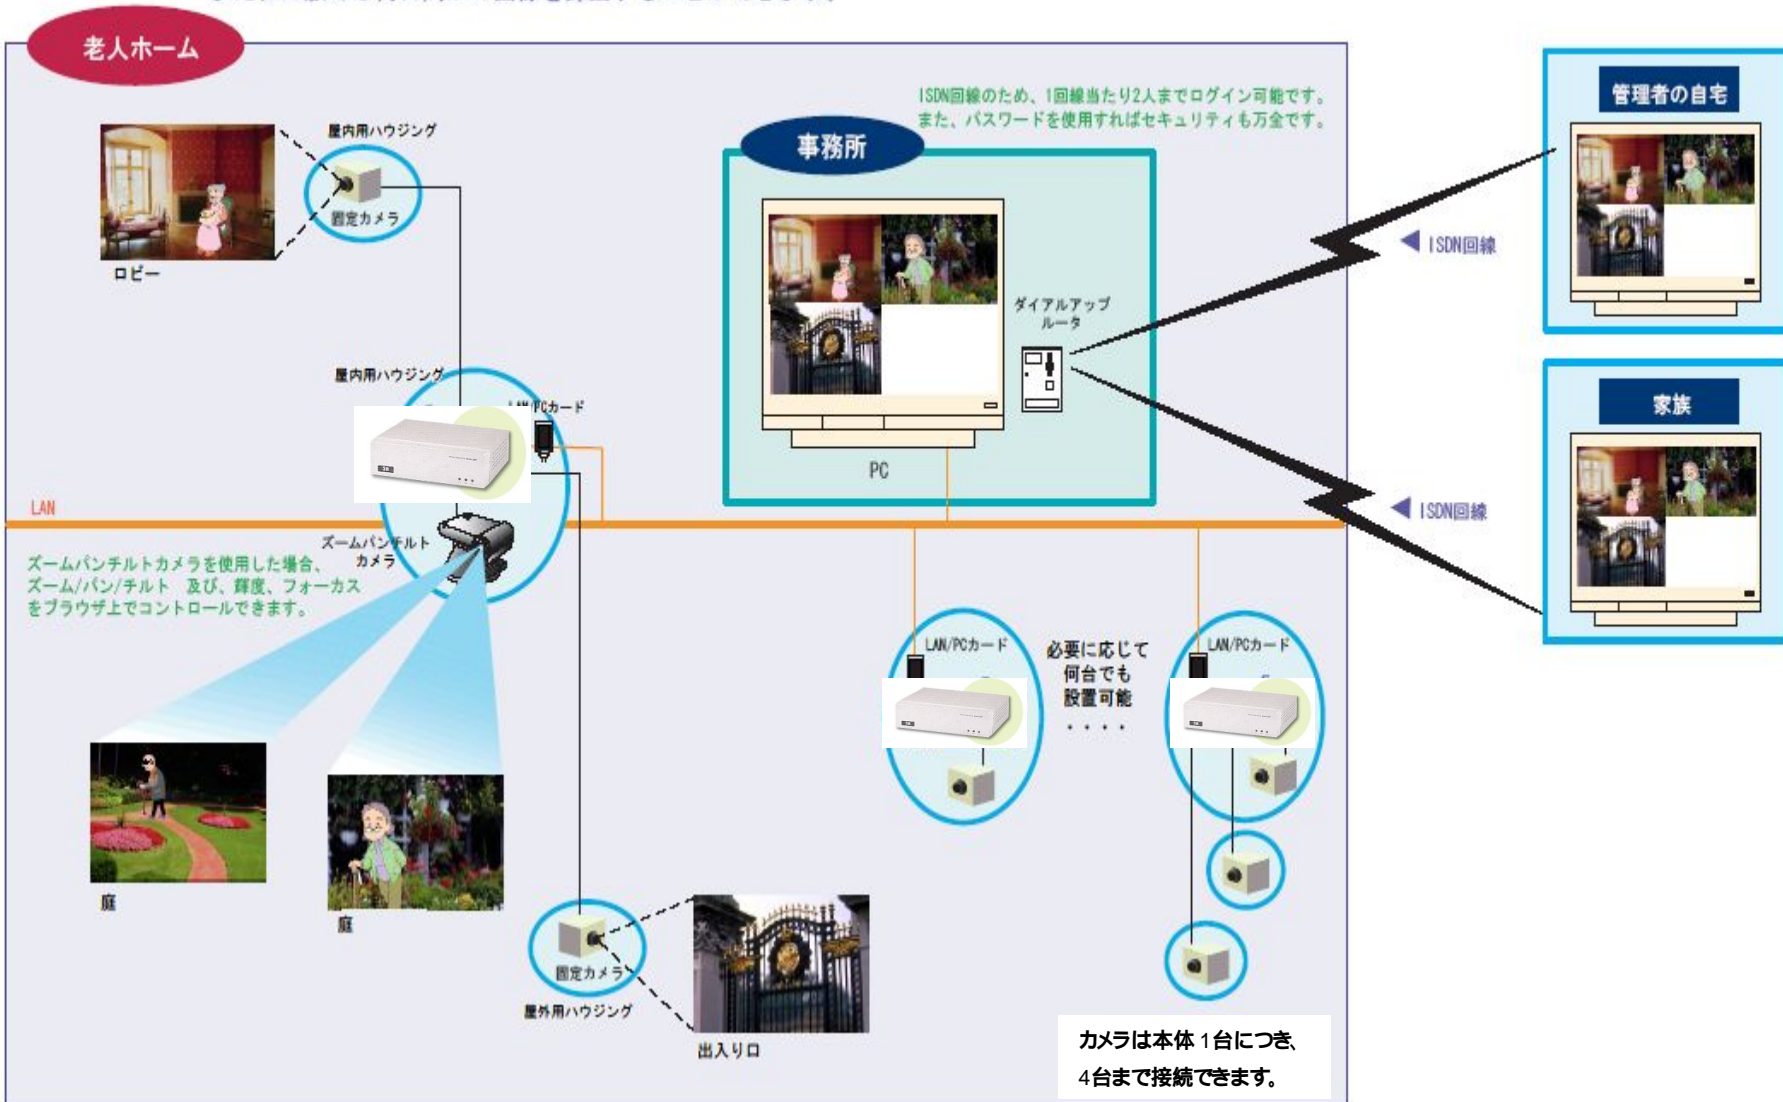 老人ホーム
ISDN回線のため、1回線当たり2人までログイン可能です。
また、パスワードを使用すればセキュリティも万全です。
管理者の自宅
屋内用ハウジング
固定カメラ
ロビー
事務所
ダイアルアップ
ルータ
PC
ISDN回線
家族
ISDN回線
屋内用ハウジング
LAN/PCカード
LAN
ズームパンチルト
カメラ
ズームパンチルトカメラを使用した場合、
ズーム/パン/チルト 及び、輝度、フォーカス
をブラウザ上でコントロールできます。
庭
庭
固定カメラ
屋外用ハウジング
出入り口
LAN/PCカード
必要に応じて
何台でも
設置可能
・・・・
LAN/PCカード
カメラは本体 1台につき、
4台まで接続できます。